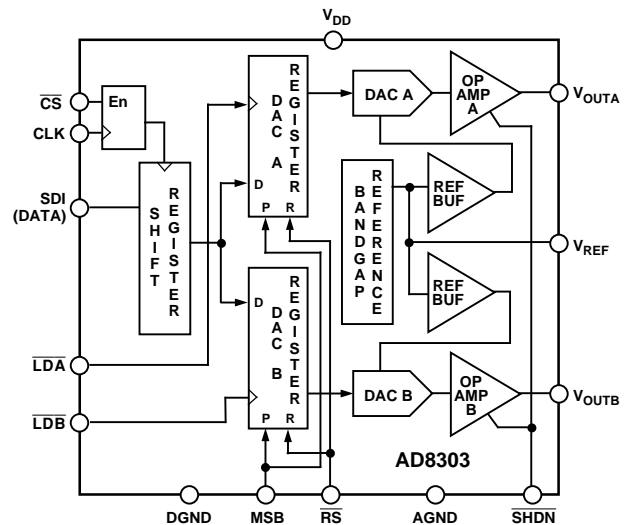 VDD
CS
CLK
SDI
(DATA)
LDA
LDB
En
SHIFT
REGISTER
DAC A
REGISTER
D
P R
DAC B
REGISTER
D
P R
DAC A
OP
AMP
A
VOUTA
BANDGAP
REFERENCE
REF
BUF
VREF
REF
BUF
DAC B
OP
AMP
B
VOUTB
AD8303
DGND
MSB
RS
AGND
SHDN